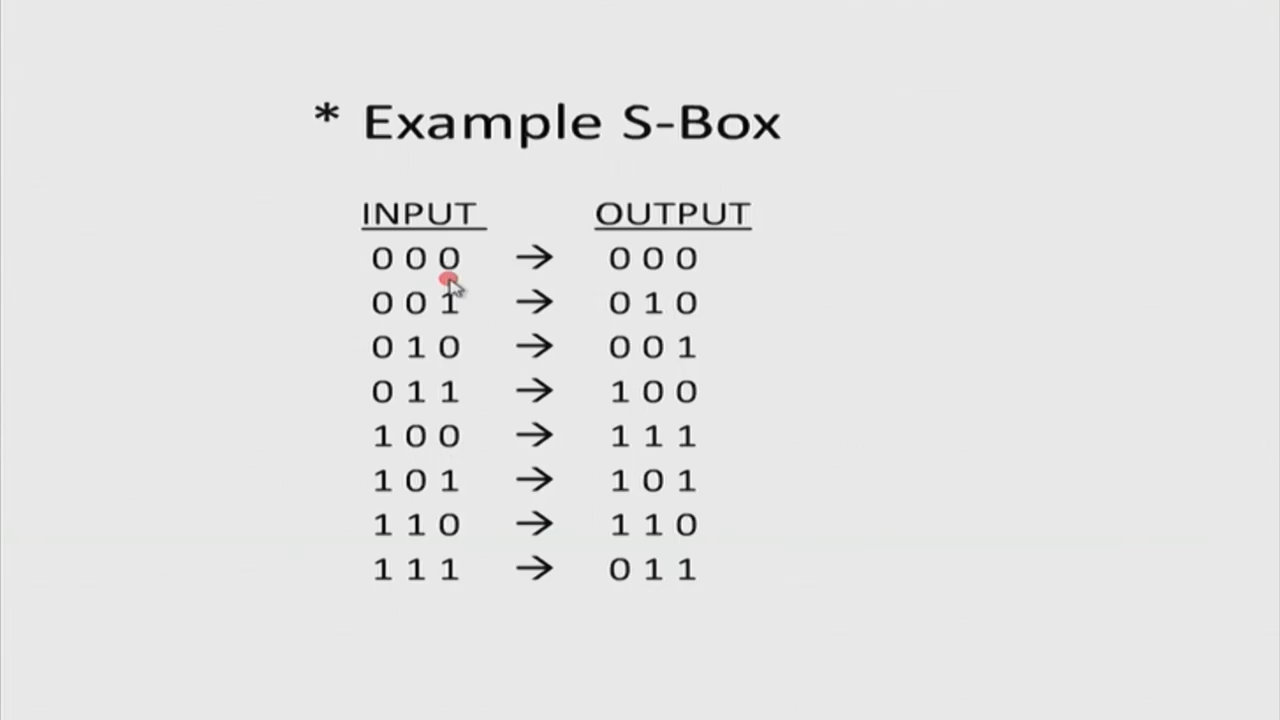 * Example S-Box
INPUT OUTPUT
0 0 0 → 0 0 0
0 0 1 → 0 1 0
0 1 0 → 0 0 1
0 1 1 → 1 0 0
1 0 0 → 1 1 1
1 0 1 → 1 0 1
1 1 0 → 1 1 0
1 1 1 → 0 1 1